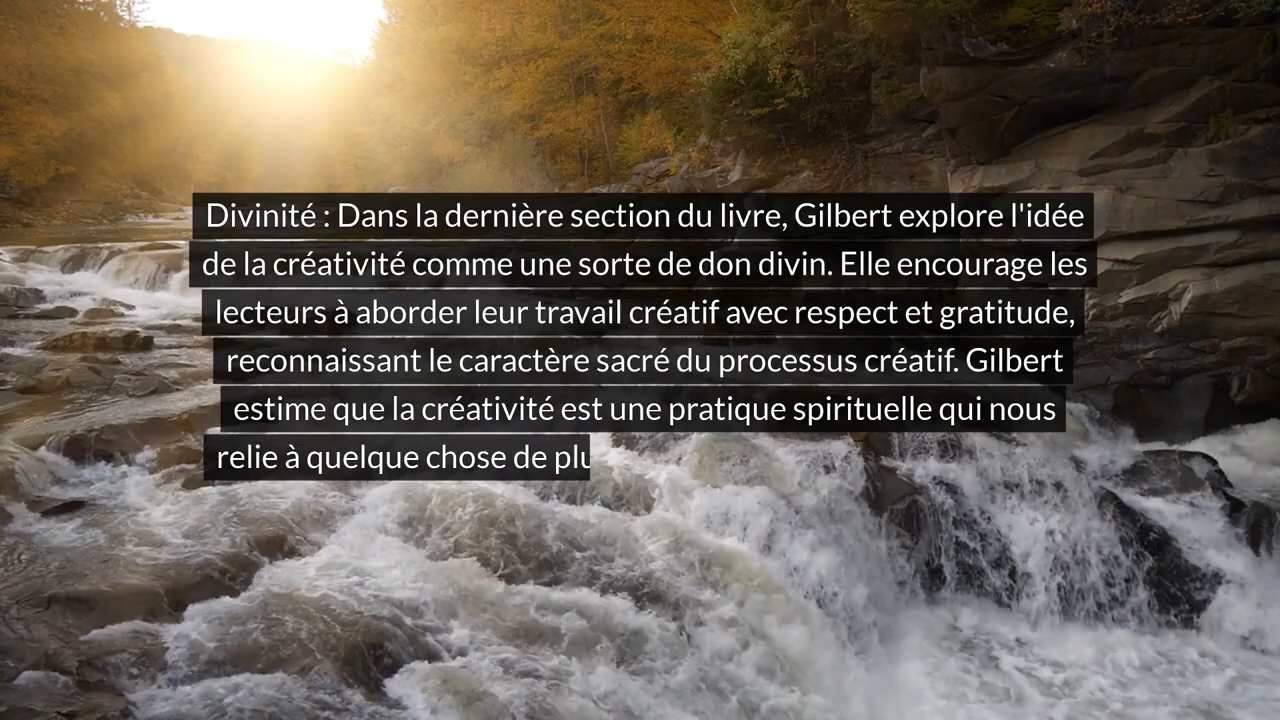 Divinité : Dans la dernière section du livre, Gilbert explore l'idée
de la créativité comme une sorte de don divin. Elle encourage les
lecteurs à aborder leur travail créatif avec respect et gratitude,
reconnaissant le caractère sacré du processus créatif. Gilbert
estime que la créativité est une pratique spirituelle qui nous
relie à quelque chose de plu